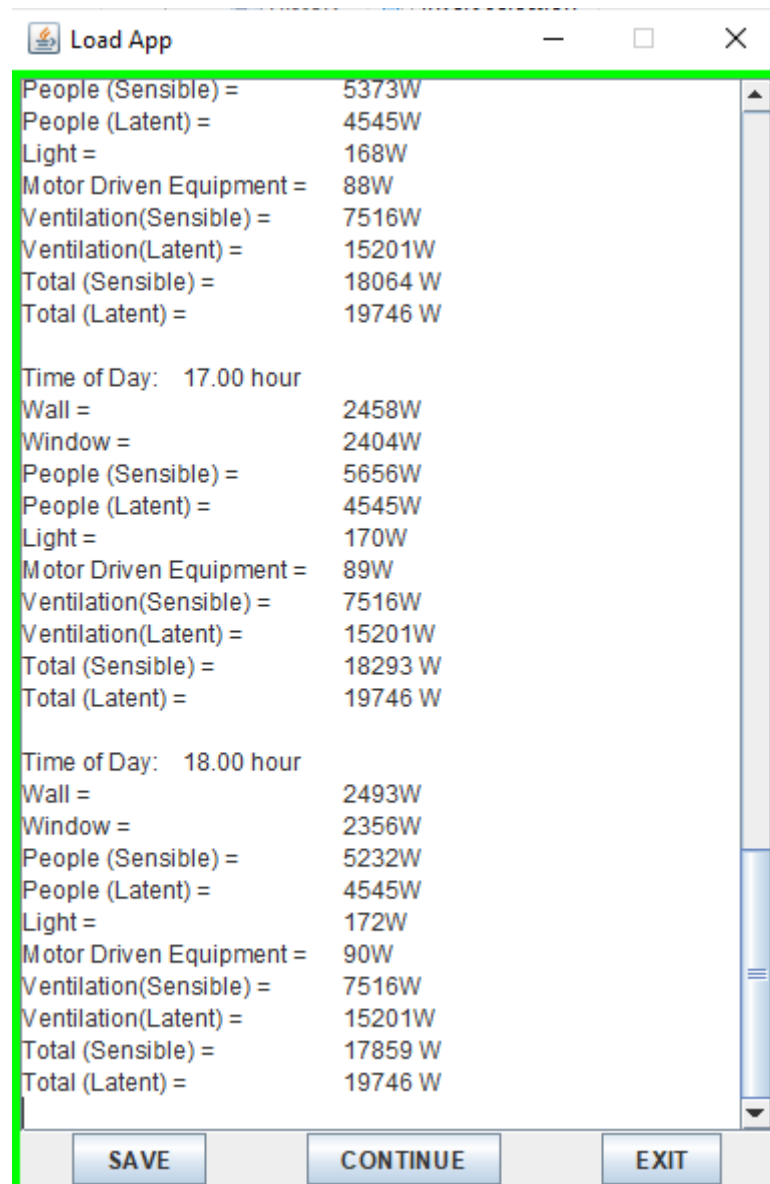 Load App
People (Sensible) = 5373W
People (Latent) = 4545W
Light = 168W
Motor Driven Equipment = 88W
Ventilation(Sensible) = 7516W
Ventilation(Latent) = 15201W
Total (Sensible) = 18064 W
Total (Latent) = 19746 W
Time of Day: 17.00 hour
Wall = 2458W
Window = 2404W
People (Sensible) = 5656W
People (Latent) = 4545W
Light = 170W
Motor Driven Equipment = 89W
Ventilation(Sensible) = 7516W
Ventilation(Latent) = 15201W
Total (Sensible) = 18293 W
Total (Latent) = 19746 W
Time of Day: 18.00 hour
Wall = 2493W
Window = 2356W
People (Sensible) = 5232W
People (Latent) = 4545W
Light = 172W
Motor Driven Equipment = 90W
Ventilation(Sensible) = 7516W
Ventilation(Latent) = 15201W
Total (Sensible) = 17859 W
Total (Latent) = 19746 W
SAVE CONTINUE EXIT